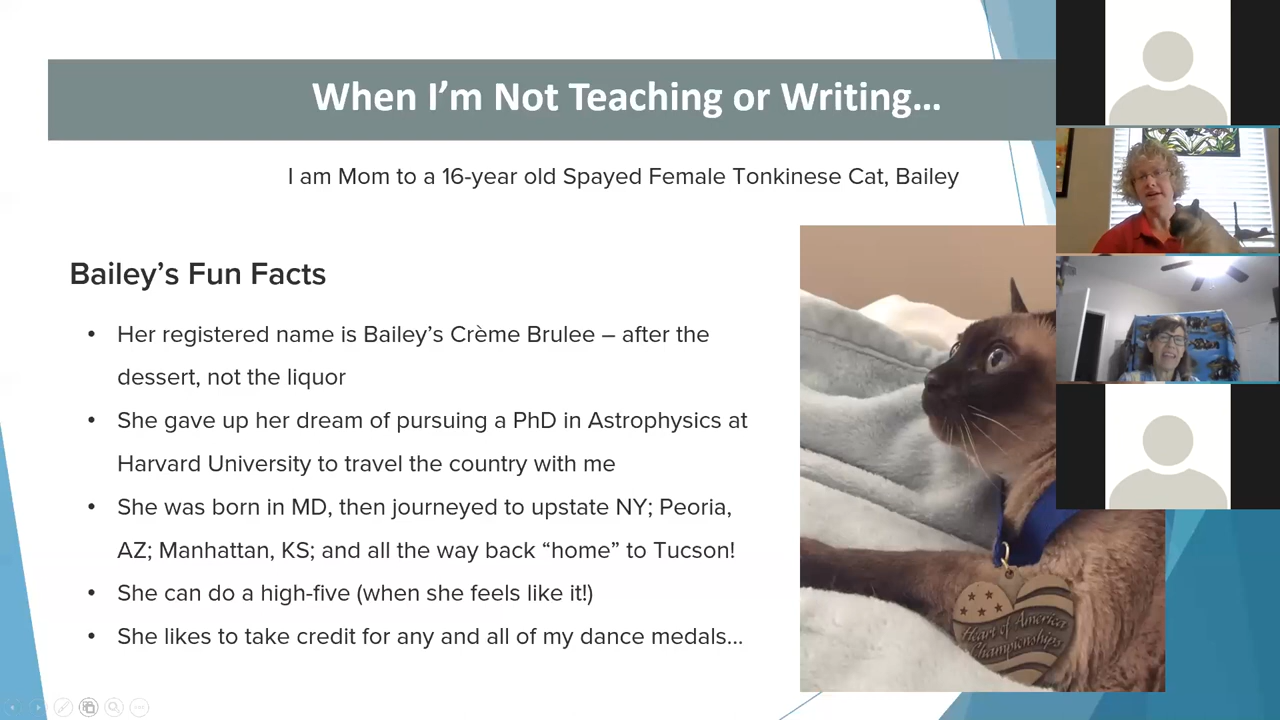 When I’m Not Teaching or Writing…
I am Mom to a 16-year old Spayed Female Tonkinese Cat, Bailey
Bailey’s Fun Facts
• Her registered name is Bailey’s Crème Brulee – after the
dessert, not the liquor
• She gave up her dream of pursuing a PhD in Astrophysics at
Harvard University to travel the country with me
• She was born in MD, then journeyed to upstate NY; Peoria,
AZ; Manhattan, KS; and all the way back “home” to Tucson!
• She can do a high-five (when she feels like it!)
• She likes to take credit for any and all of my dance medals…
Heart of America
Championships